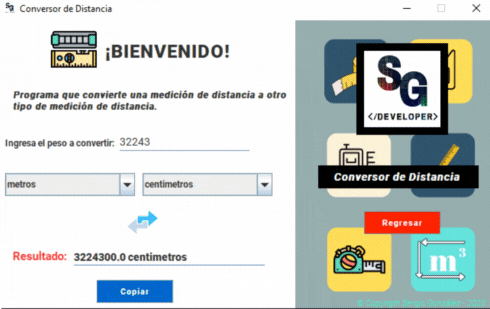 Conversor de Distancia
¡BIENVENIDO!
Programa que convierte una medición de distancia a otro
tipo de medición de distancia.
Ingresa el peso a convertir: 32243
metros
centimetros
Resultado: 3224300.0 centimetros
Copiar
SG
SG
</DEVELOPER>
E
Conversor de Distancia
Regresar
m³
© Copyright Sergio González -